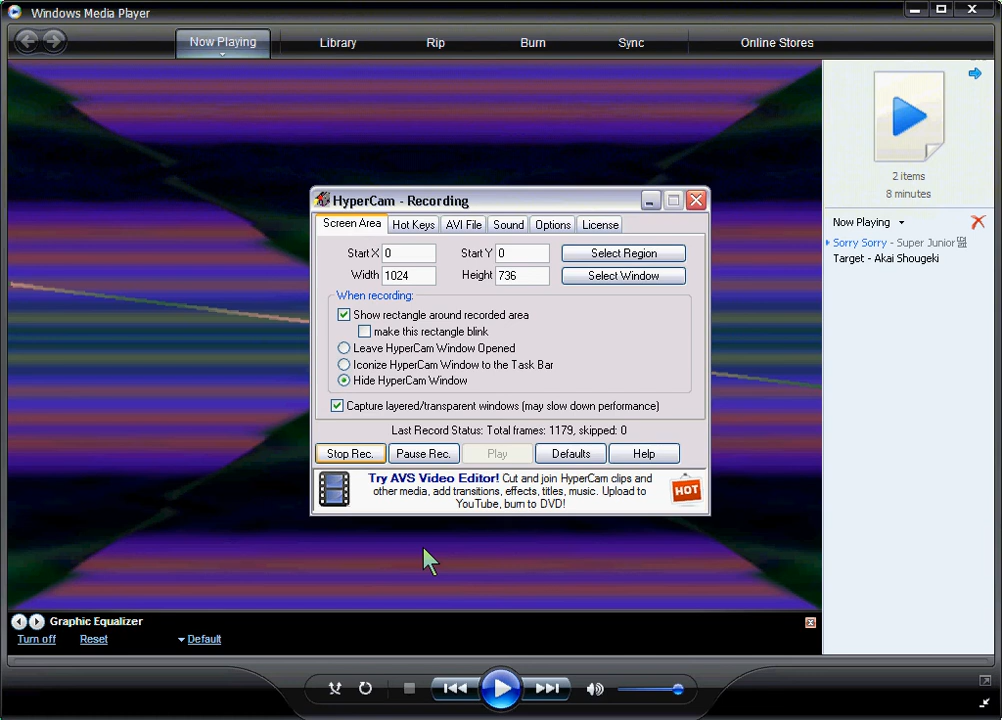 Windows Media Player
Now Playing Library Rip Burn Sync Online Stores
2 items
8 minutes
Now Playing
Sorry Sorry - Super Junior
Target - Akai Shougeki
HyperCam - Recording
Screen Area Hot Keys AVI File Sound Options License
Start X 0 Start Y 0 Select Region
Width 1024 Height 736 Select Window
When recording:
Show rectangle around recorded area
make this rectangle blink
Leave HyperCam Window Opened
Iconize HyperCam Window to the Task Bar
Hide HyperCam Window
Capture layered/transparent windows (may slow down performance)
Last Record Status: Total frames: 1179, skipped: 0
Stop Rec. Pause Rec. Play Defaults Help
Try AVS Video Editor! Cut and join HyperCam clips and
other media, add transitions, effects, titles, music. Upload to
YouTube, burn to DVD!
HOT
Graphic Equalizer
Turn off Reset Default